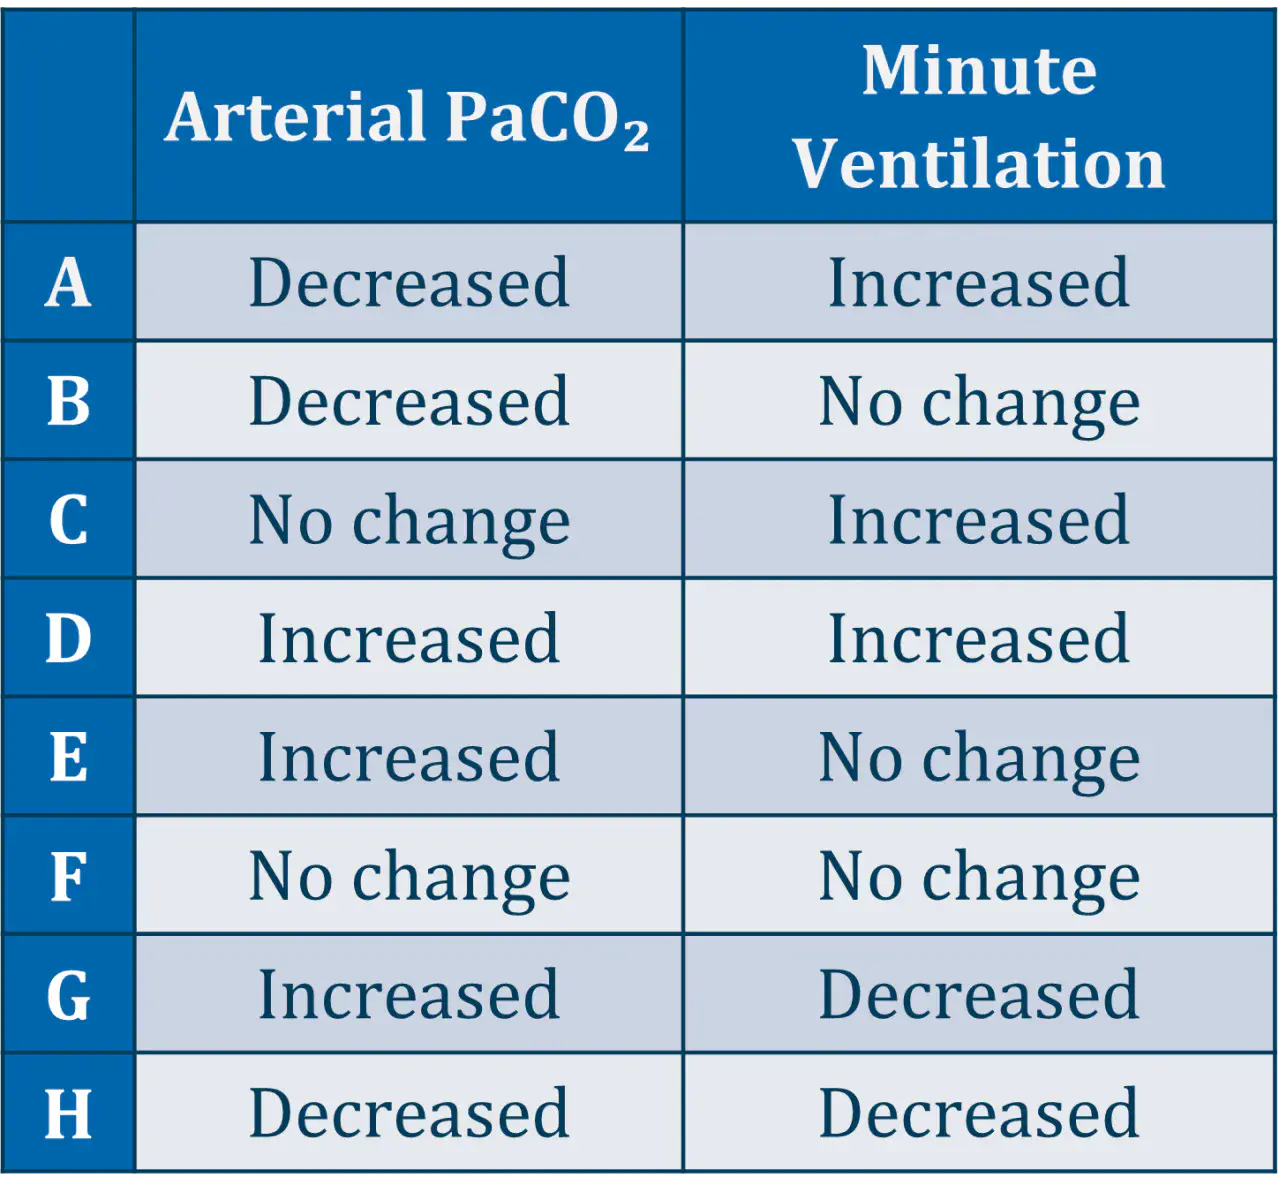 Arterial PaCO₂ Minute Ventilation
A Decreased Increased
B Decreased No change
C No change Increased
D Increased Increased
E Increased No change
F No change No change
G Increased Decreased
H Decreased Decreased